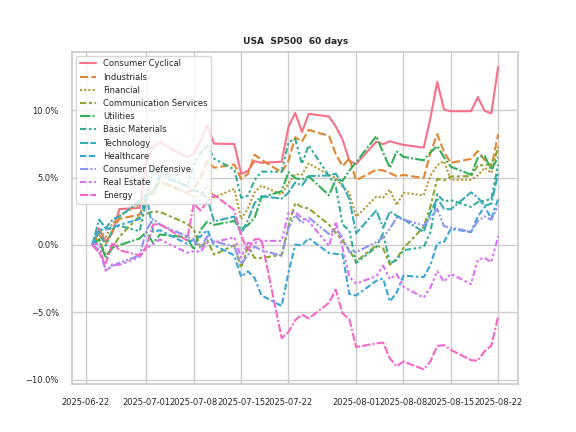 USA  SP500  60 days
Consumer Cyclical
Industrials
Financial
Communication Services
Utilities
Basic Materials
Technology
Healthcare
Consumer Defensive
Real Estate
Energy
10.0%
5.0%
0.0%
−5.0%
−10.0%
2025-06-22
2025-07-01
2025-07-08
2025-07-15
2025-07-22
2025-08-01
2025-08-08
2025-08-15
2025-08-22